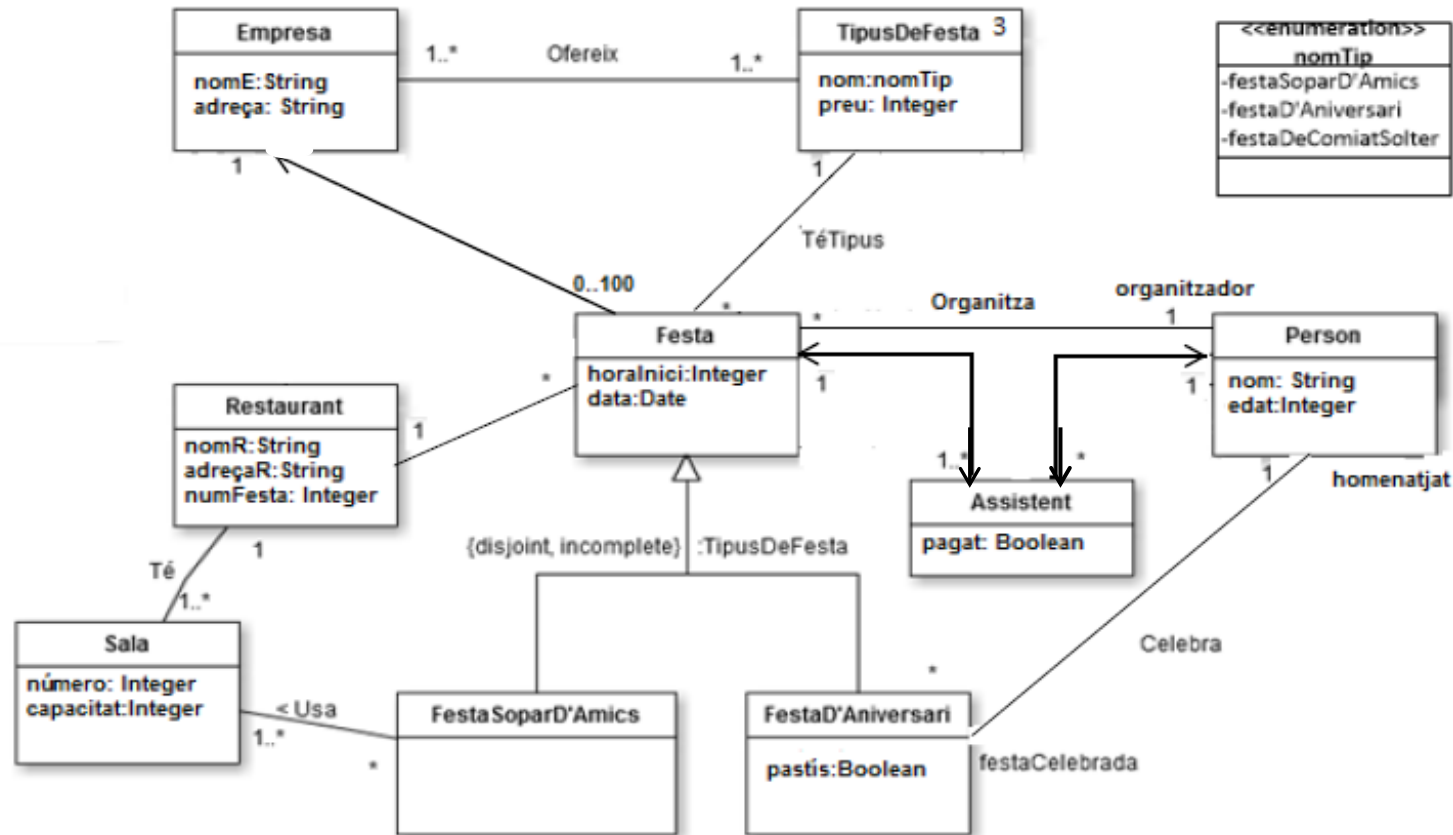 Empresa
nomE:String
adreça: String
1..*
Ofereix
1..*
TipusDeFesta 3
nom:nomTip
preu: Integer
<<enumeration>>
nomTip
-festaSoparD'Amics
-festaD'Aniversari
-festaDeComiatSolter
1
1
TéTipus
0..100
*
Festa
horaInici:Integer
data:Date
*
Organitza
organitzador
1
Person
nom: String
edat:Integer
1
1
*
1
Restaurant
nomR:String
adreçaR:String
numFesta: Integer
1..*
*
Assistent
pagat: Boolean
1
homenatjat
{disjoint, incomplete}
:TipusDeFesta
1
Té
1..*
Sala
número: Integer
capacitat:Integer
< Usa
1..*
*
FestaSoparD'Amics
*
FestaD'Aniversari
pastis:Boolean
Celebra
festaCelebrada